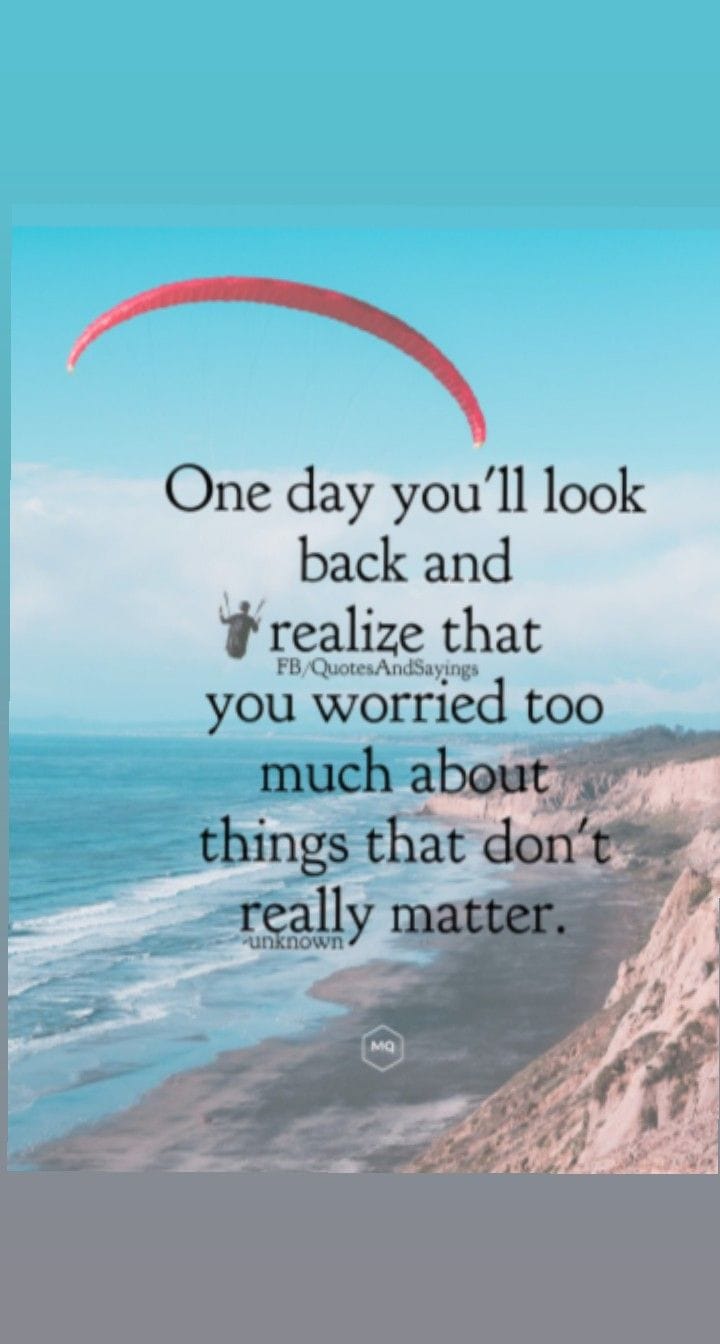 One day you'll look
back and
realize that
FB/QuotesAndSayings
you worried too
much about
things that don't
really matter.
-unknown
MQ